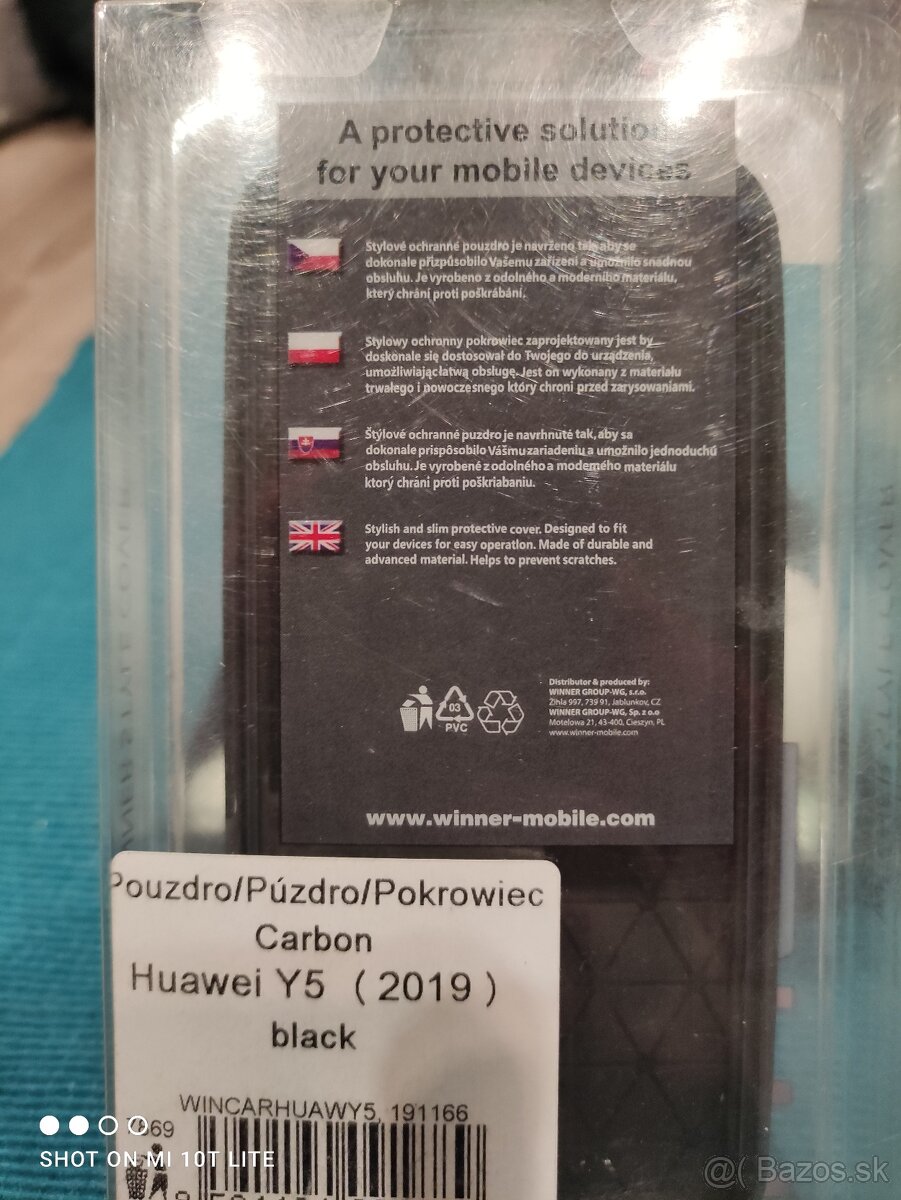 A protective solution
for your mobile devices
Stylové ochranné pouzdro je navrženo tak, aby se
dokonale přizpůsobilo Vašemu zařízení a umožnilo snadnou
obsluhu. Je vyrobeno z odolného a moderního materiálu,
který chrání proti poškrábání.
Stylowy ochronny pokrowiec zaprojektowany jest by
doskonale się dostosował do Twojego do urządzenia,
umożliwiając łatwą obsługę. Jest on wykonany z materiału
trwałego i nowoczesnego który chroni przed zarysowaniami.
Štýlové ochranné puzdro je navrhnuté tak, aby sa
dokonale prispôsobilo Vášmu zariadeniu a umožnilo jednoduchú
obsluhu. Je vyrobené z odolného a moderného materiálu
ktorý chráni proti poškriabaniu.
Stylish and slim protective cover. Designed to fit
your devices for easy operation. Made of durable and
advanced material. Helps to prevent scratches.
03
PVC
Distributor & produced by:
WINNER GROUP-WG, s.r.o.
Žihla 997, 739 91, Jablunkov, CZ
WINNER GROUP-WG, Sp. z o.o
Motelowa 21, 43-400, Cieszyn, PL
www.winner-mobile.com
www.winner-mobile.com
Pouzdro/Púzdro/Pokrowiec
Carbon
Huawei Y5 ( 2019 )
black
WINCARHUAWY5, 191166
7669
SHOT ON MI 10T LITE
@( Bazos.sk